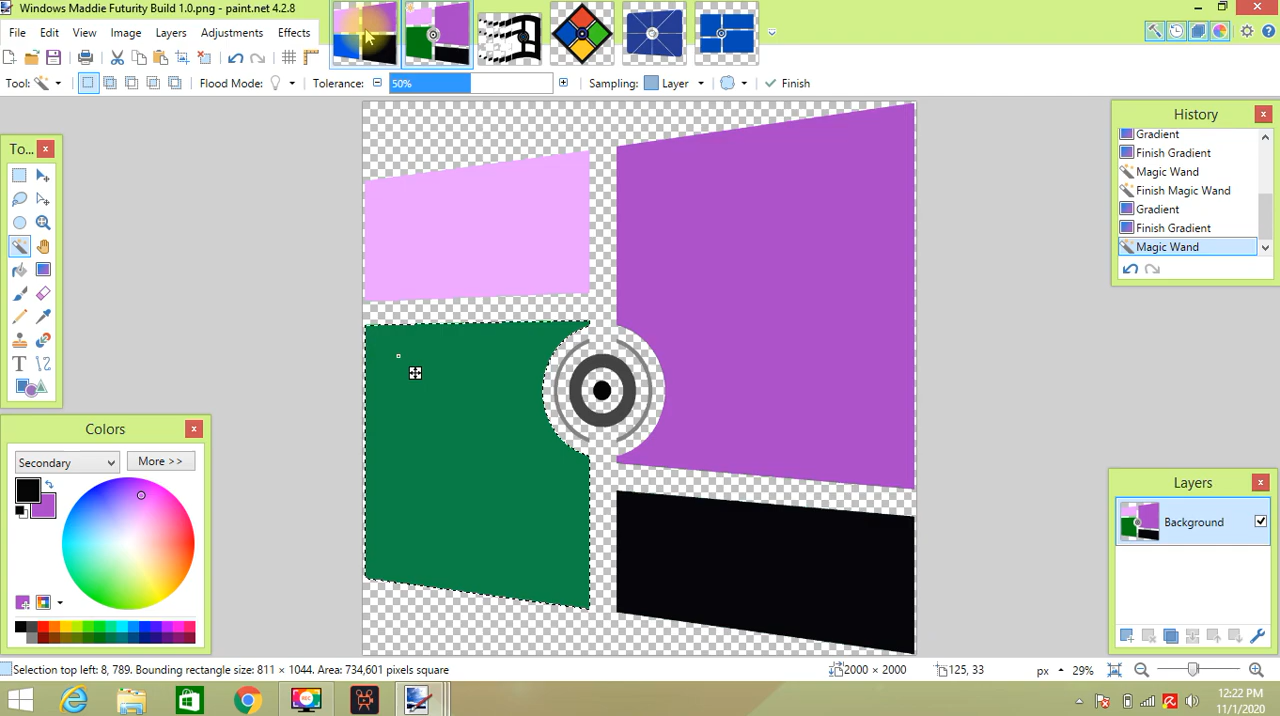 Windows Maddie Futurity Build 1.0.png - paint.net 4.2.8
File Edit View Image Layers Adjustments Effects
Tool: Flood Mode: Tolerance: 50% Sampling: Layer Finish
To...
History
Gradient
Finish Gradient
Magic Wand
Finish Magic Wand
Gradient
Finish Gradient
Magic Wand
Colors
Secondary More >>
Layers
Background
Selection top left: 8, 789. Bounding rectangle size: 811 × 1044. Area: 734,601 pixels square 2000 × 2000 125, 33 px 29%
REC
12:22 PM
11/1/2020